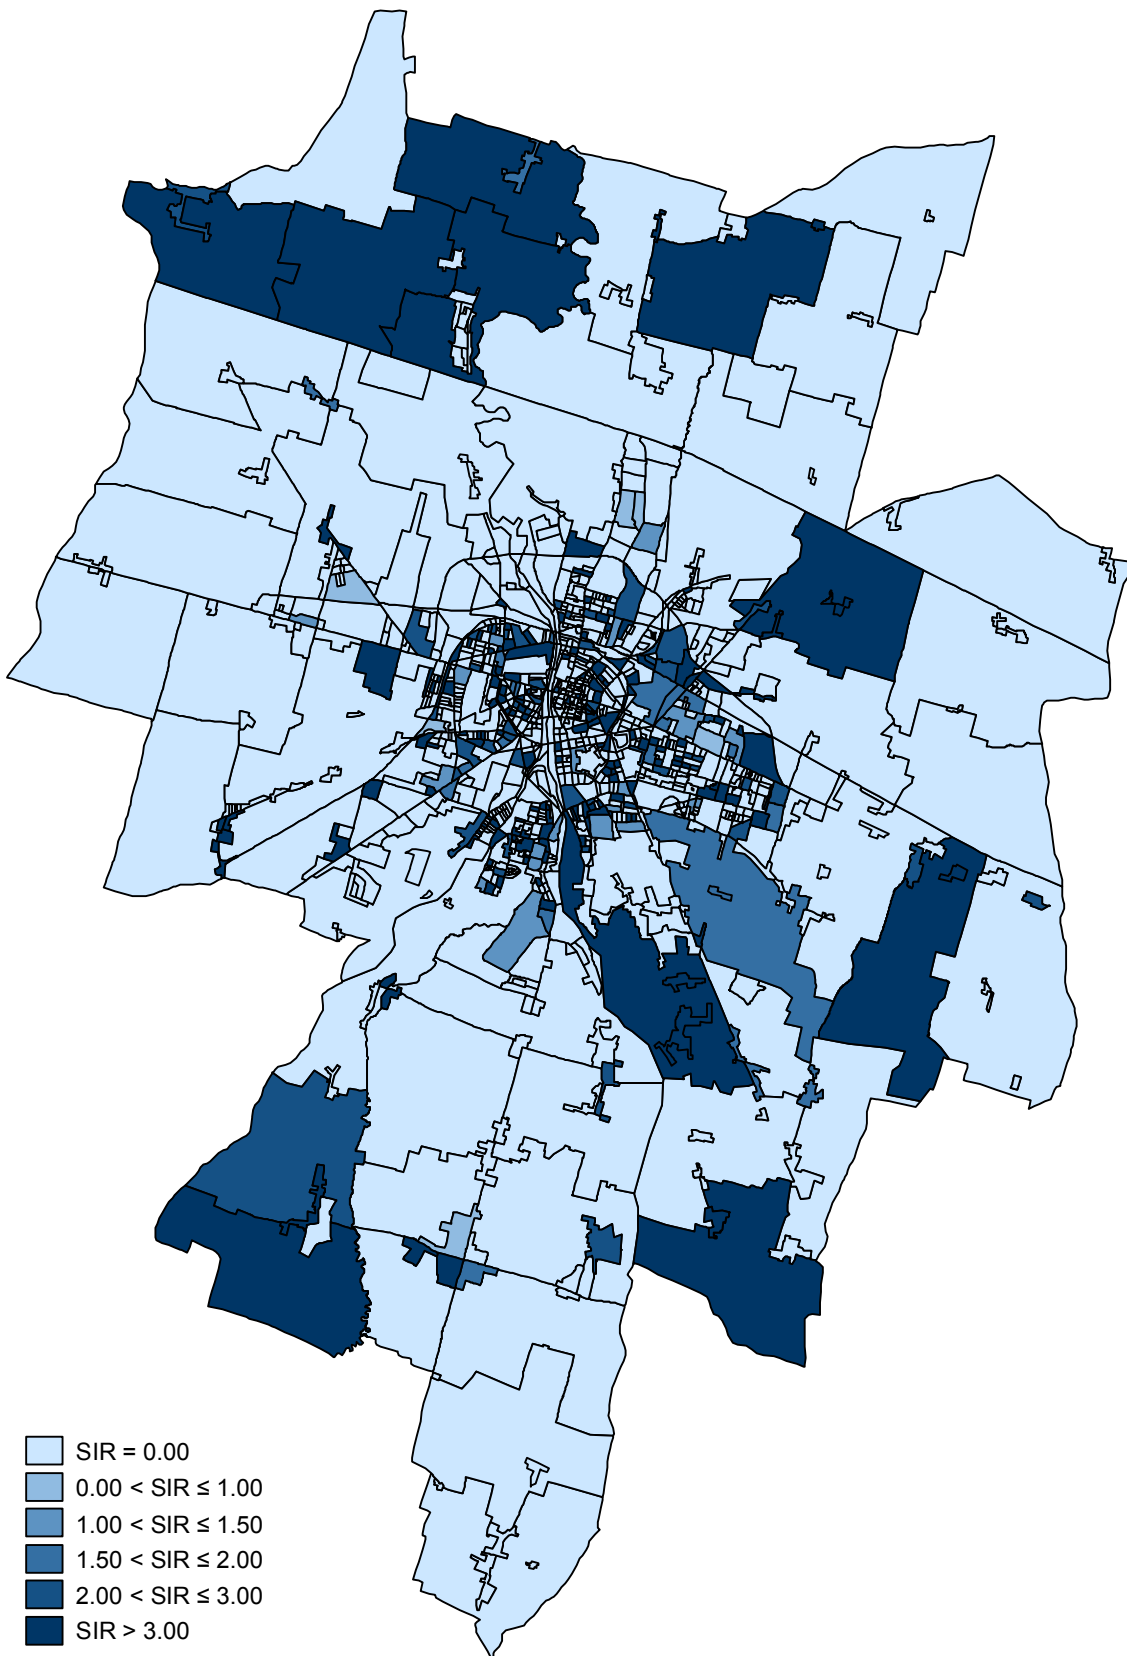 SIR = 0.00
0.00 < SIR ≤ 1.00
1.00 < SIR ≤ 1.50
1.50 < SIR ≤ 2.00
2.00 < SIR ≤ 3.00
SIR > 3.00